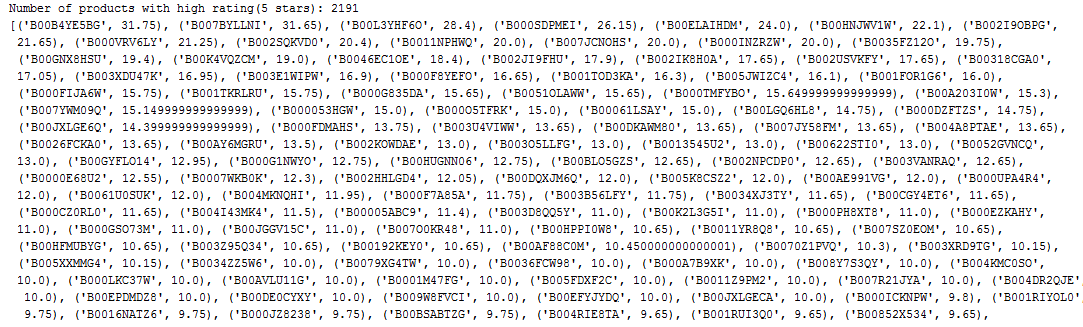 Number of products with high rating(5 stars): 2191
[('B00B4YE5BG', 31.75), ('B007BYLLNI', 31.65), ('B00L3YHF6O', 28.4), ('B000SDPMEI', 26.15), ('B00ELAIHDM', 24.0), ('B00HNJWV1W', 22.1), ('B002I9OBPG',
21.65), ('B000VRV6LY', 21.25), ('B002SQKVD0', 20.4), ('B0011NPHWQ', 20.0), ('B007JCNOHS', 20.0), ('B000INZRZW', 20.0), ('B0035FZ12O', 19.75),
('B00GNX8HSU', 19.4), ('B00K4VQZCM', 19.0), ('B0046EC1OE', 18.4), ('B002JI9FHU', 17.9), ('B002IK8H0A', 17.65), ('B002USVKFY', 17.65), ('B00318CGA0',
17.05), ('B003XDU47K', 16.95), ('B003E1WIPW', 16.9), ('B000F8YEFO', 16.65), ('B001TOD3KA', 16.3), ('B005JWIZC4', 16.1), ('B001FOR1G6', 16.0),
('B000FIJA6W', 15.75), ('B001TKRLRU', 15.75), ('B000G835DA', 15.65), ('B0051OLAWW', 15.65), ('B000TMFYBO', 15.649999999999999), ('B000A203I0W', 15.3),
('B007YWM09Q', 15.149999999999999), ('B000053HGW', 15.0), ('B00005TFRK', 15.0), ('B00061LSAY', 15.0), ('B00LGQ6HL8', 14.75), ('B000DZFTZS', 14.75),
('B00JXLGE6Q', 14.399999999999999), ('B000FDMAHS', 13.75), ('B003U4VIWW', 13.65), ('B00DKAWM80', 13.65), ('B007JY58FM', 13.65), ('B004A8PTAE', 13.65),
('B0026FCKA0', 13.65), ('B00AY6MGRU', 13.5), ('B002KOWDAE', 13.0), ('B003O5LLFG', 13.0), ('B0013545U2', 13.0), ('B00622STI0', 13.0), ('B0052GVNCQ',
13.0), ('B00GYFLO14', 12.95), ('B000G1NWYO', 12.75), ('B00HUGNN06', 12.75), ('B00BLO5GZS', 12.65), ('B002NPCDP0', 12.65), ('B003VANRAQ', 12.65),
('B0000E68U2', 12.55), ('B0007WKB0K', 12.3), ('B002HHLGD4', 12.05), ('B00DQXJM6Q', 12.0), ('B005K8CSZ2', 12.0), ('B00AE991VG', 12.0), ('B000UPA4R4',
12.0), ('B0061U0SUK', 12.0), ('B004MKNQHI', 11.95), ('B000F7A85A', 11.75), ('B003B56LFY', 11.75), ('B0034XJ3TY', 11.65), ('B00CGY4ET6', 11.65),
('B000CZ0RL0', 11.65), ('B004I43MK4', 11.5), ('B00005ABC9', 11.4), ('B003D8QQ5Y', 11.0), ('B00K2L3G5I', 11.0), ('B000PH8XT8', 11.0), ('B000EZKAHY',
11.0), ('B000GSO73M', 11.0), ('B00JGGV15C', 11.0), ('B007O0KR48', 11.0), ('B00HPPI0W8', 10.65), ('B0011YR8Q8', 10.65), ('B007SZ0EOM', 10.65),
('B00HFMUBYG', 10.65), ('B003Z95Q34', 10.65), ('B00192KEY0', 10.65), ('B00AF88C0M', 10.450000000000001), ('B0070Z1PVQ', 10.3), ('B003XRD9TG', 10.15),
('B005XXMMG4', 10.15), ('B0034ZZ5W6', 10.0), ('B0079XG4TW', 10.0), ('B0036FCW98', 10.0), ('B000A7B9XK', 10.0), ('B008Y7S3QY', 10.0), ('B004KMC0SO',
10.0), ('B000LKC37W', 10.0), ('B00AVLU11G', 10.0), ('B0001M47FG', 10.0), ('B005FDXF2C', 10.0), ('B0011Z9PM2', 10.0), ('B007R21JYA', 10.0), ('B004DR2QJE',
10.0), ('B00EPDMDZ8', 10.0), ('B00DE0CYXY', 10.0), ('B009W8FVCI', 10.0), ('B00EFYJYDQ', 10.0), ('B00JXLGECA', 10.0), ('B000ICKNPW', 9.8), ('B001RIYOL0',
9.75), ('B0016NATZ6', 9.75), ('B000JZ8238', 9.75), ('B00BSABTZG', 9.75), ('B004RIE8TA', 9.65), ('B001RUI3Q0', 9.65), ('B00852X534', 9.65),